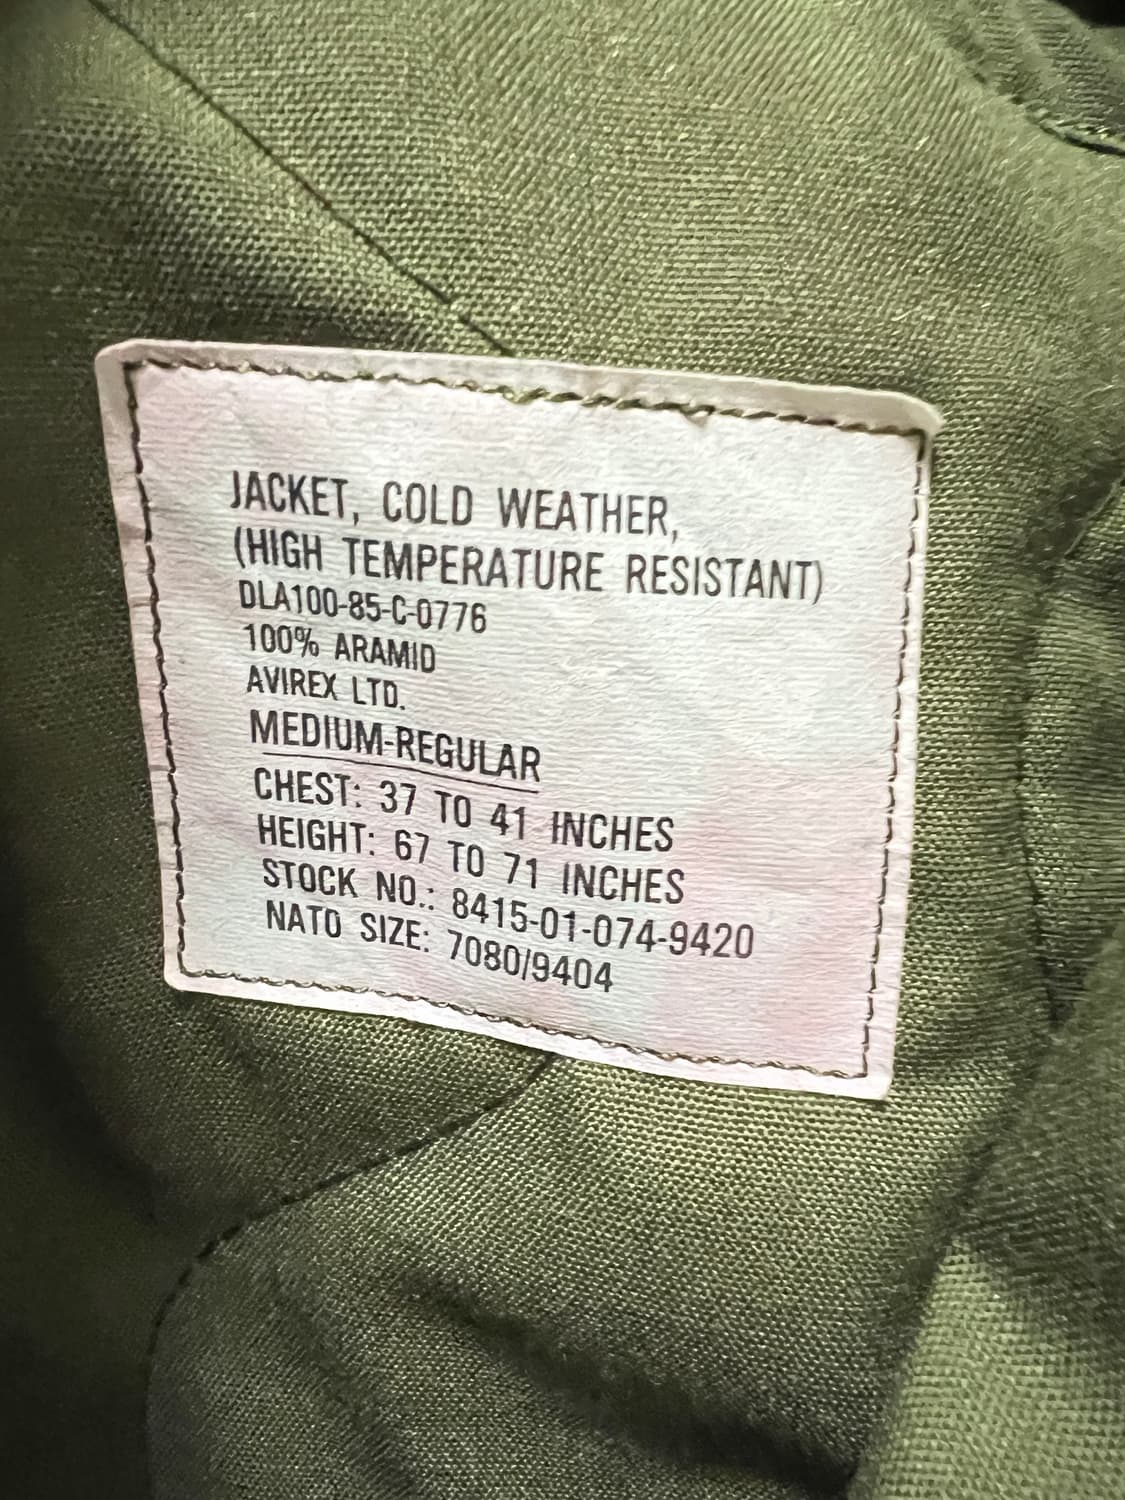 JACKET, COLD WEATHER,
(HIGH TEMPERATURE RESISTANT)
DLA100-85-C-0776
100% ARAMID
AVIREX LTD.
MEDIUM-REGULAR
CHEST: 37 TO 41 INCHES
HEIGHT: 67 TO 71 INCHES
STOCK NO.: 8415-01-074-9420
NATO SIZE: 7080/9404